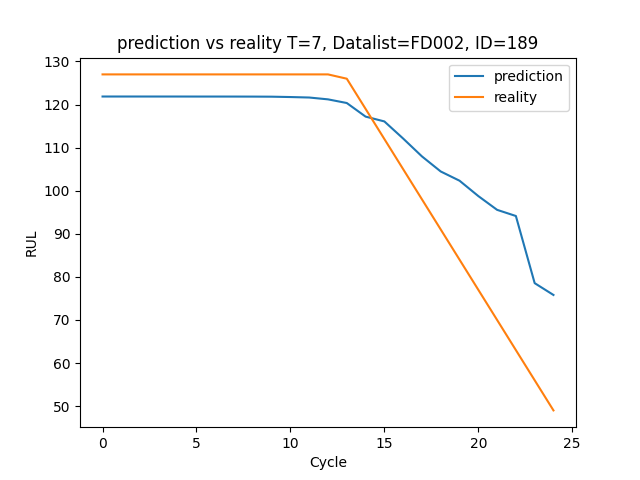 prediction vs reality T=7, Datalist=FD002, ID=189
130
120
110
100
90
80
70
60
50
RUL
prediction
reality
0 5 10 15 20 25
Cycle